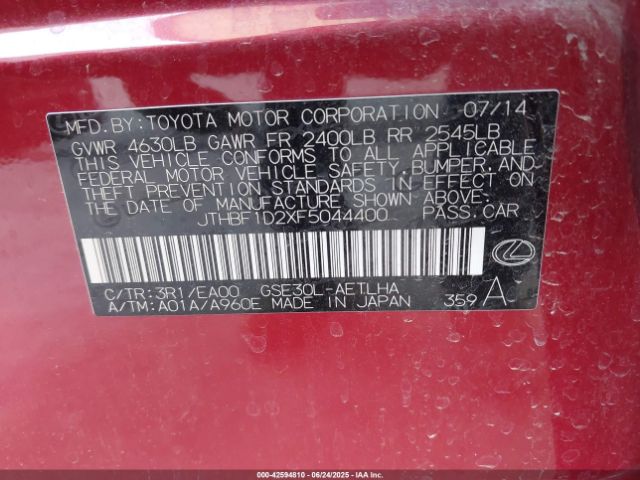 MFD.BY:TOYOTA MOTOR CORPORATION 07/14
GVWR 4630LB GAWR FR 2400LB RR 2545LB
THIS VEHICLE CONFORMS TO ALL APPLICABLE
FEDERAL MOTOR VEHICLE SAFETY,BUMPER,AND
THEFT PREVENTION STANDARDS IN EFFECT ON
THE DATE OF MANUFACTURE SHOWN ABOVE.
JTHBF1D2XF5044400 PASS.CAR
C/TR:3R1/EA00 GSE30L-AETLHA
A/TM:A01A/A960E MADE IN JAPAN 359 A
000-42594810 - 06/24/2025 - IAAI, Inc.